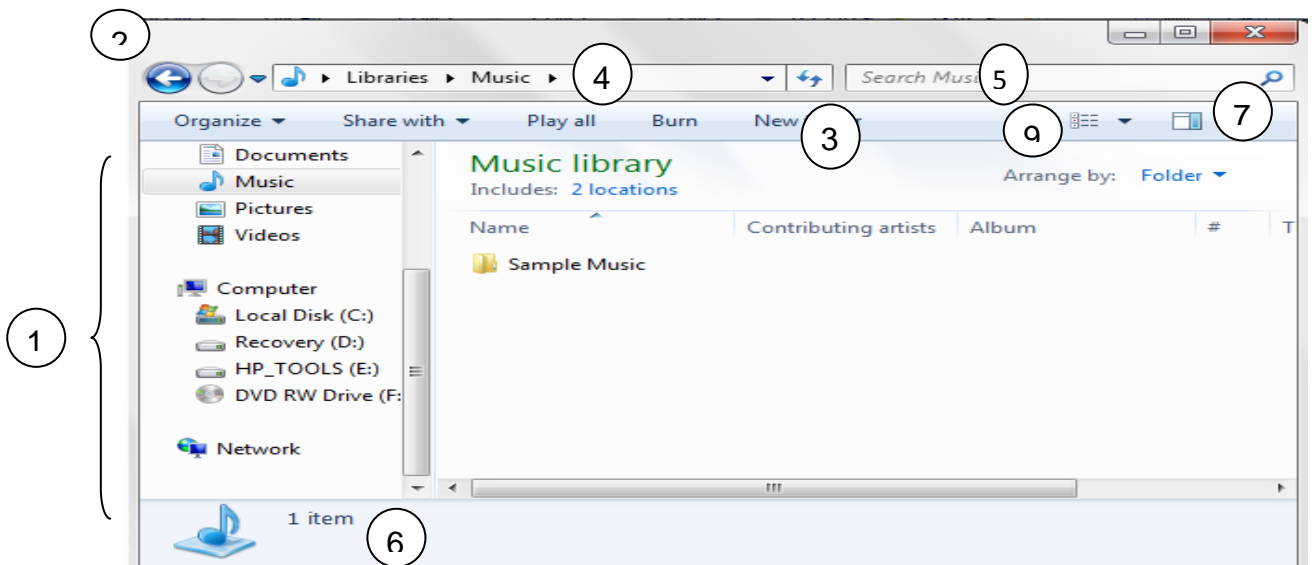 2
Libraries Music 4 Search Musi 5
Organize Share with Play all Burn New 3 9 7
Documents
Music
Pictures
Videos
Computer
Local Disk (C:)
Recovery (D:)
HP_TOOLS (E:)
DVD RW Drive (F:
Network
1
Music library
Includes: 2 locations
Arrange by: Folder
Name Contributing artists Album # T
Sample Music
1 item 6